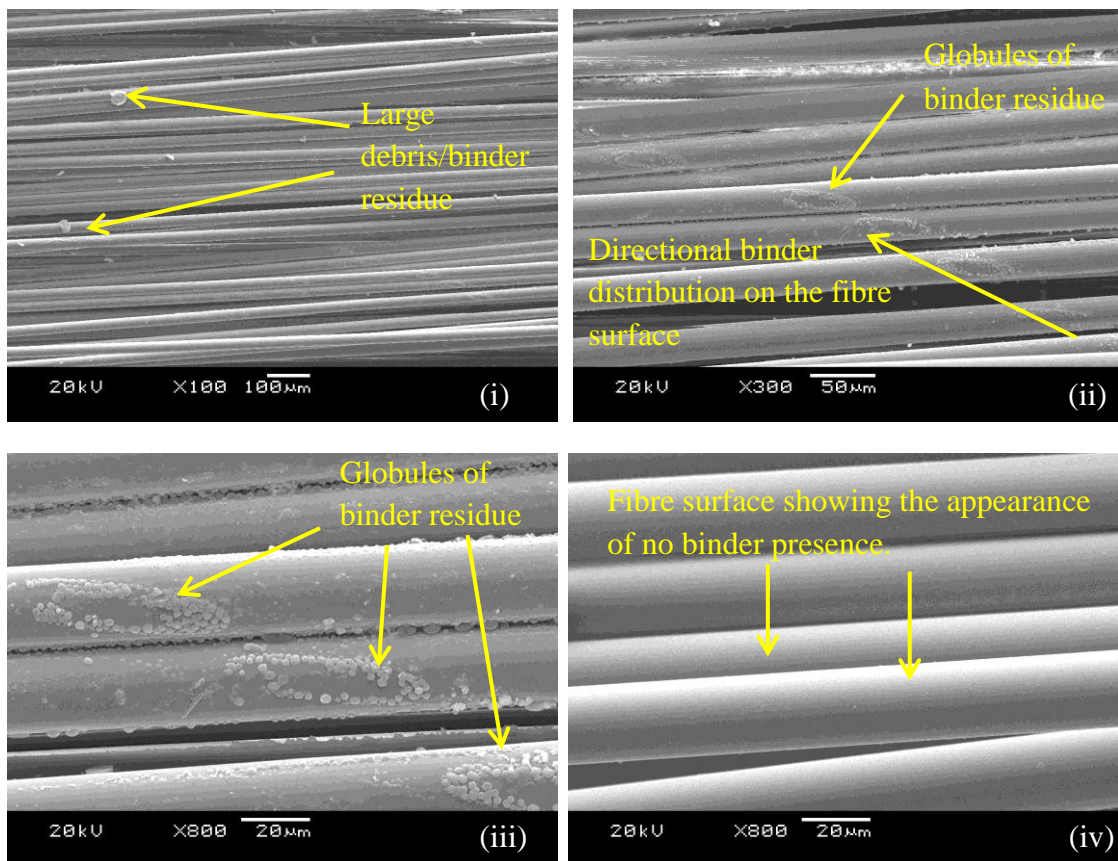 Large
debris/binder
residue
20kV X100 100µm (i)
Globules of
binder residue
Directional binder
distribution on the fibre
surface
20kV X300 50µm (ii)
Globules of
binder residue
20kV X800 20µm (iii)
Fibre surface showing the appearance
of no binder presence.
20kV X800 20µm (iv)